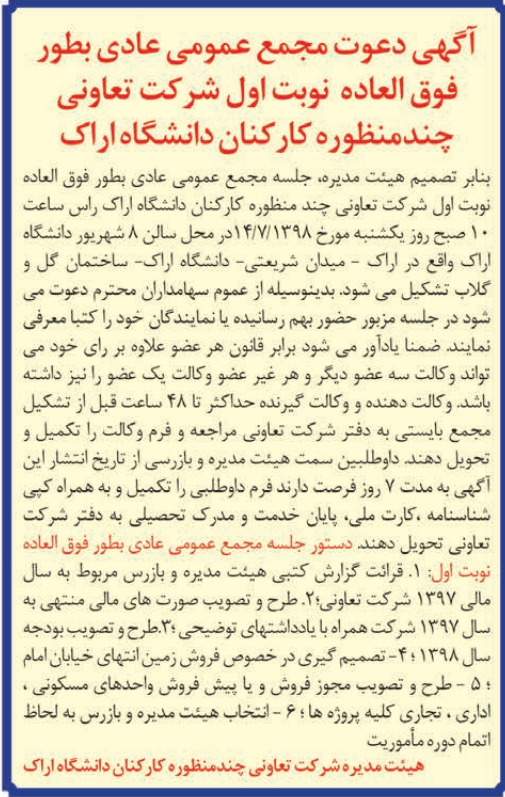 آگهی دعوت مجمع عمومی عادی بطور
فوق العاده نوبت اول شرکت تعاونی
چندمنظوره کارکنان دانشگاه اراک
بنابر تصمیم هیئت مدیره، جلسه مجمع عمومی عادی بطور فوق العاده
نوبت اول شرکت تعاونی چند منظوره کارکنان دانشگاه اراک راس ساعت
۱۰ صبح روز یکشنبه مورخ ۱۴/۷/۱۳۹۸در محل سالن ۸ شهریور دانشگاه
اراک واقع در اراک - میدان شریعتی- دانشگاه اراک- ساختمان گل و
گلاب تشکیل می شود. بدینوسیله از عموم سهامداران محترم دعوت می
شود در جلسه مزبور حضور بهم رسانیده یا نمایندگان خود را کتبا معرفی
نمایند. ضمنا یادآور می شود برابر قانون هر عضو علاوه بر رای خود می
تواند وکالت سه عضو دیگر و هر غیر عضو وکالت یک عضو را نیز داشته
باشد. وکالت دهنده و وکالت گیرنده حداکثر تا ۴۸ ساعت قبل از تشکیل
مجمع بایستی به دفتر شرکت تعاونی مراجعه و فرم وکالت را تکمیل و
تحویل دهند. داوطلبین سمت هیئت مدیره و بازرسی از تاریخ انتشار این
آگهی به مدت ۷ روز فرصت دارند فرم داوطلبی را تکمیل و به همراه کپی
شناسنامه ،کارت ملی، پایان خدمت و مدرک تحصیلی به دفتر شرکت
تعاونی تحویل دهند. دستور جلسه مجمع عمومی عادی بطور فوق العاده
نوبت اول: ۱. قرائت گزارش کتبی هیئت مدیره و بازرس مربوط به سال
مالی ۱۳۹۷ شرکت تعاونی؛۲. طرح و تصویب صورت های مالی منتهی به
سال ۱۳۹۷ شرکت همراه با یادداشتهای توضیحی ؛۳.طرح و تصویب بودجه
سال ۱۳۹۸ ؛ ۴- تصمیم گیری در خصوص فروش زمین انتهای خیابان امام
؛ ۵ - طرح و تصویب مجوز فروش و یا پیش فروش واحدهای مسکونی ،
اداری ، تجاری کلیه پروژه ها ؛ ۶ - انتخاب هیئت مدیره و بازرس به لحاظ
اتمام دوره مأموریت
هیئت مدیره شرکت تعاونی چندمنظوره کارکنان دانشگاه اراک